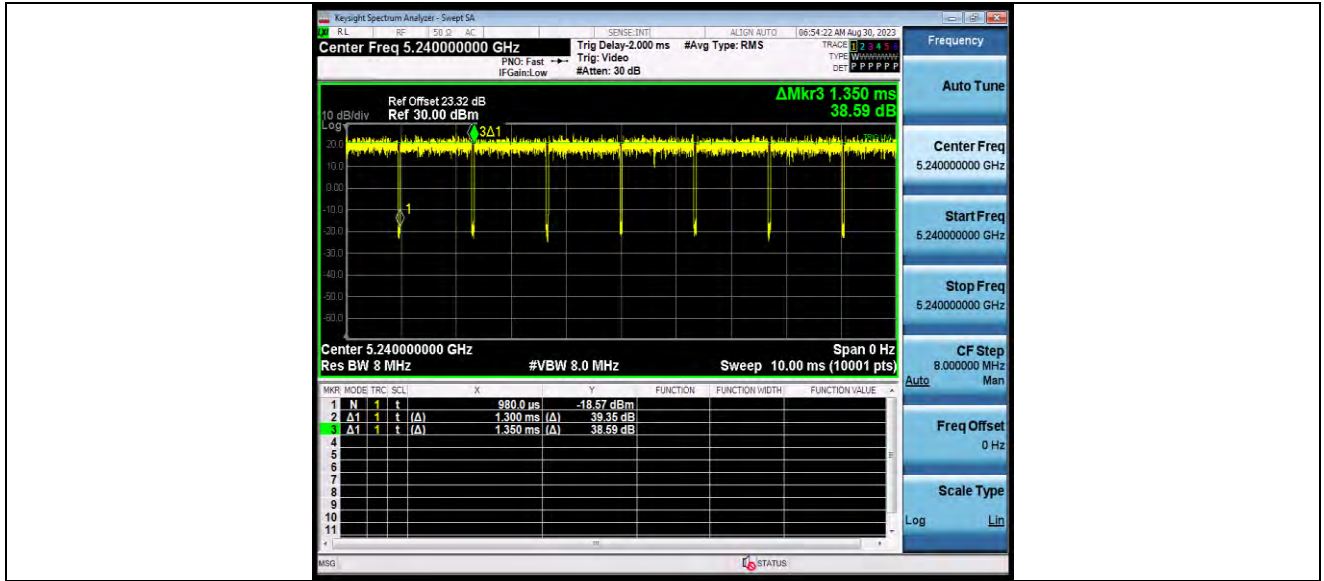 Keysight Spectrum Analyzer - Swept SA
RL RF 50 Ω AC SENSE:INT ALIGN AUTO 06:54:22 AM Aug 30, 2023
Center Freq 5.240000000 GHz
PNO: Fast
IFGain:Low
Trig Delay-2.000 ms #Avg Type: RMS
Trig: Video
#Atten: 30 dB
TRACE 1 2 3 4 5 6
TYPE WWWWWW
DET P P P P P P
ΔMkr3 1.350 ms
38.59 dB
Ref Offset 23.32 dB
10 dB/div Ref 30.00 dBm
Log
3Δ1
20.0
10.0
0.00
-10.0
1
-20.0
-30.0
-40.0
-50.0
-60.0
Center 5.240000000 GHz Span 0 Hz
Res BW 8 MHz #VBW 8.0 MHz Sweep 10.00 ms (10001 pts)
MKR MODE TRC SCL X Y FUNCTION FUNCTION WIDTH FUNCTION VALUE
1 N 1 t 980.0 µs -18.57 dBm
2 Δ1 1 t (Δ) 1.300 ms (Δ) 39.35 dB
3 Δ1 1 t (Δ) 1.350 ms (Δ) 38.59 dB
4
5
6
7
8
9
10
11
MSG STATUS
Frequency
Auto Tune
Center Freq
5.240000000 GHz
Start Freq
5.240000000 GHz
Stop Freq
5.240000000 GHz
CF Step
8.000000 MHz
Auto Man
Freq Offset
0 Hz
Scale Type
Log Lin